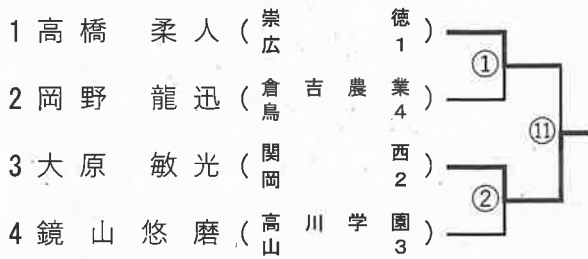 1 高橋 柔人 (崇徳 広1)
①
2 岡野 龍迅 (倉吉農業 鳥4)
⑪
3 大原 敏光 (関西 岡2)
②
4 鏡山 悠磨 (高川学園 山3)